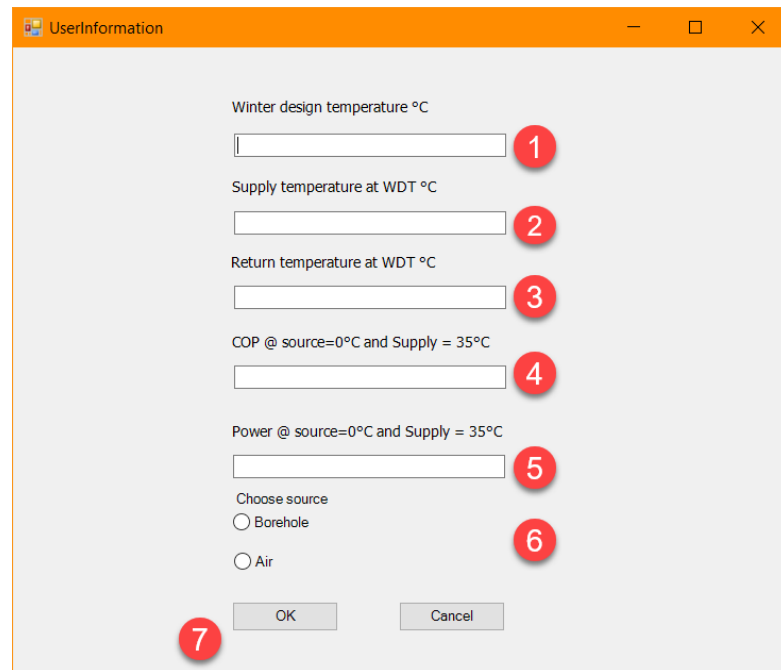 UserInformation
Winter design temperature °C
1
Supply temperature at WDT °C
2
Return temperature at WDT °C
3
COP @ source=0°C and Supply = 35°C
4
Power @ source=0°C and Supply = 35°C
5
Choose source
Borehole
6
Air
OK Cancel
7